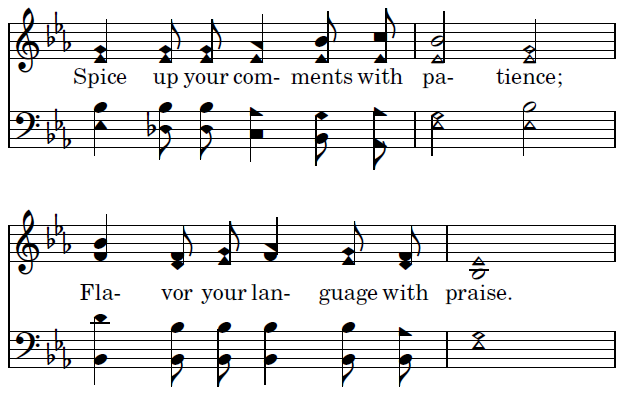 Spice up your com- ments with pa- tience;
Fla- vor your lan- guage with praise.